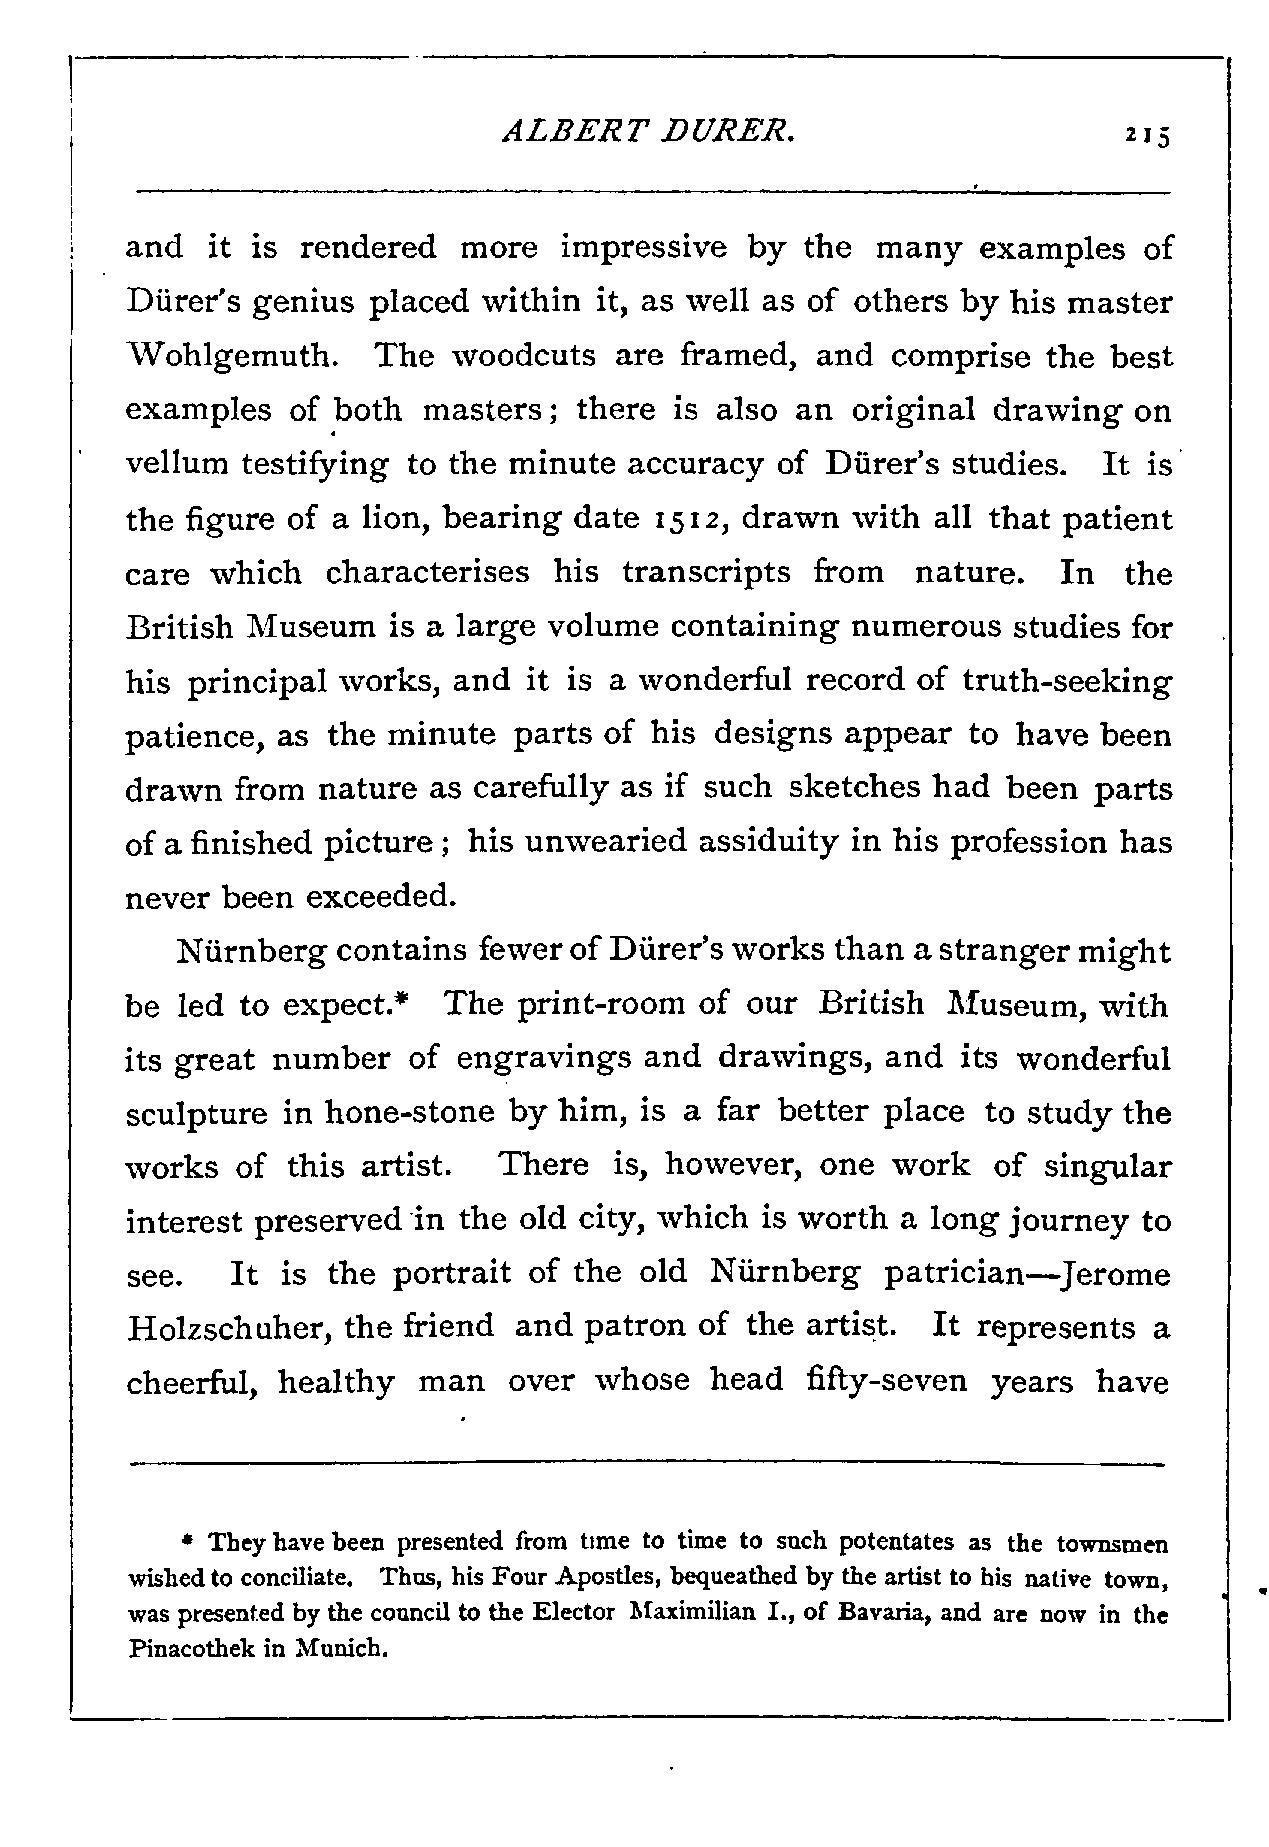 ALBERT DURER. 215
and it is rendered more impressive by the many examples of
Dürer's genius placed within it, as well as of others by his master
Wohlgemuth. The woodcuts are framed, and comprise the best
examples of both masters; there is also an original drawing on
vellum testifying to the minute accuracy of Dürer's studies. It is
the figure of a lion, bearing date 1512, drawn with all that patient
care which characterises his transcripts from nature. In the
British Museum is a large volume containing numerous studies for
his principal works, and it is a wonderful record of truth-seeking
patience, as the minute parts of his designs appear to have been
drawn from nature as carefully as if such sketches had been parts
of a finished picture; his unwearied assiduity in his profession has
never been exceeded.
Nürnberg contains fewer of Dürer's works than a stranger might
be led to expect.* The print-room of our British Museum, with
its great number of engravings and drawings, and its wonderful
sculpture in hone-stone by him, is a far better place to study the
works of this artist. There is, however, one work of singular
interest preserved in the old city, which is worth a long journey to
see. It is the portrait of the old Nürnberg patrician—Jerome
Holzschuher, the friend and patron of the artist. It represents a
cheerful, healthy man over whose head fifty-seven years have
* They have been presented from time to time to such potentates as the townsmen
wished to conciliate. Thus, his Four Apostles, bequeathed by the artist to his native town,
was presented by the council to the Elector Maximilian I., of Bavaria, and are now in the
Pinacothek in Munich.